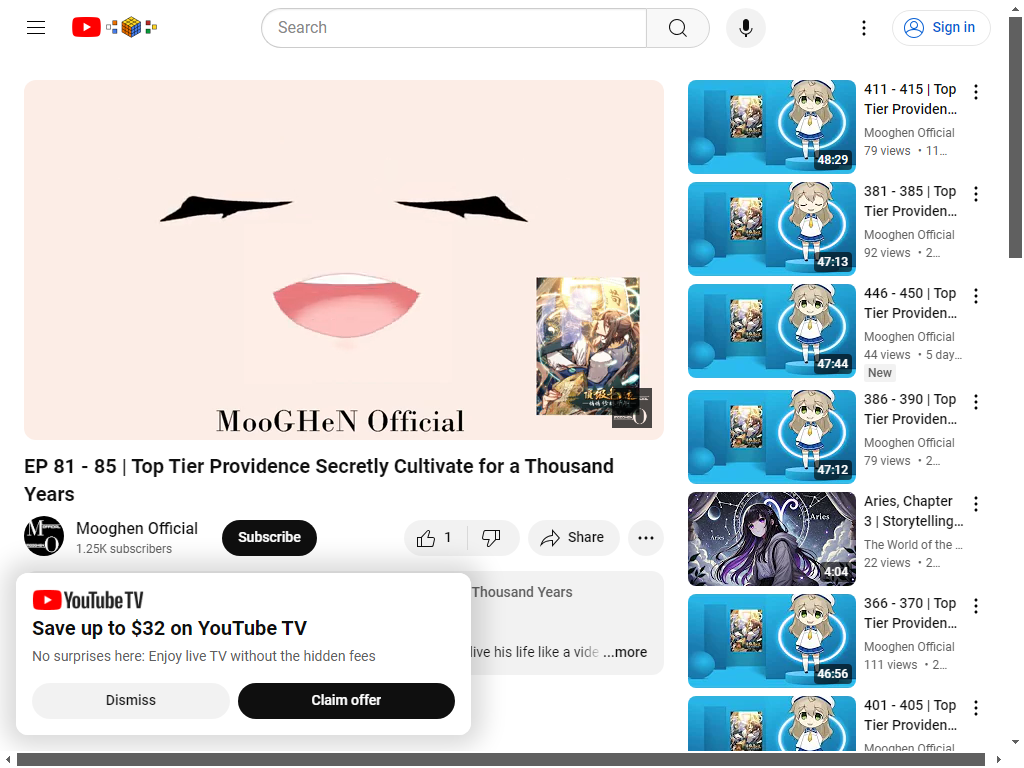 Search
Sign in
MooGHeN Official
EP 81 - 85 | Top Tier Providence Secretly Cultivate for a Thousand
Years
Mooghen Official
1.25K subscribers
Subscribe
1
Share
Thousand Years
live his life like a vide ...more
YouTube TV
Save up to $32 on YouTube TV
No surprises here: Enjoy live TV without the hidden fees
Dismiss
Claim offer
411 - 415 | Top
Tier Providen...
Mooghen Official
79 views • 11...
48:29
381 - 385 | Top
Tier Providen...
Mooghen Official
92 views • 2...
47:13
446 - 450 | Top
Tier Providen...
Mooghen Official
44 views • 5 day...
New
47:44
386 - 390 | Top
Tier Providen...
Mooghen Official
79 views • 2...
47:12
Aries, Chapter
3 | Storytelling...
The World of the ...
22 views • 2...
Aries
Aries
4:04
366 - 370 | Top
Tier Providen...
Mooghen Official
111 views • 2...
46:56
401 - 405 | Top
Tier Providen...
Mooghen Official